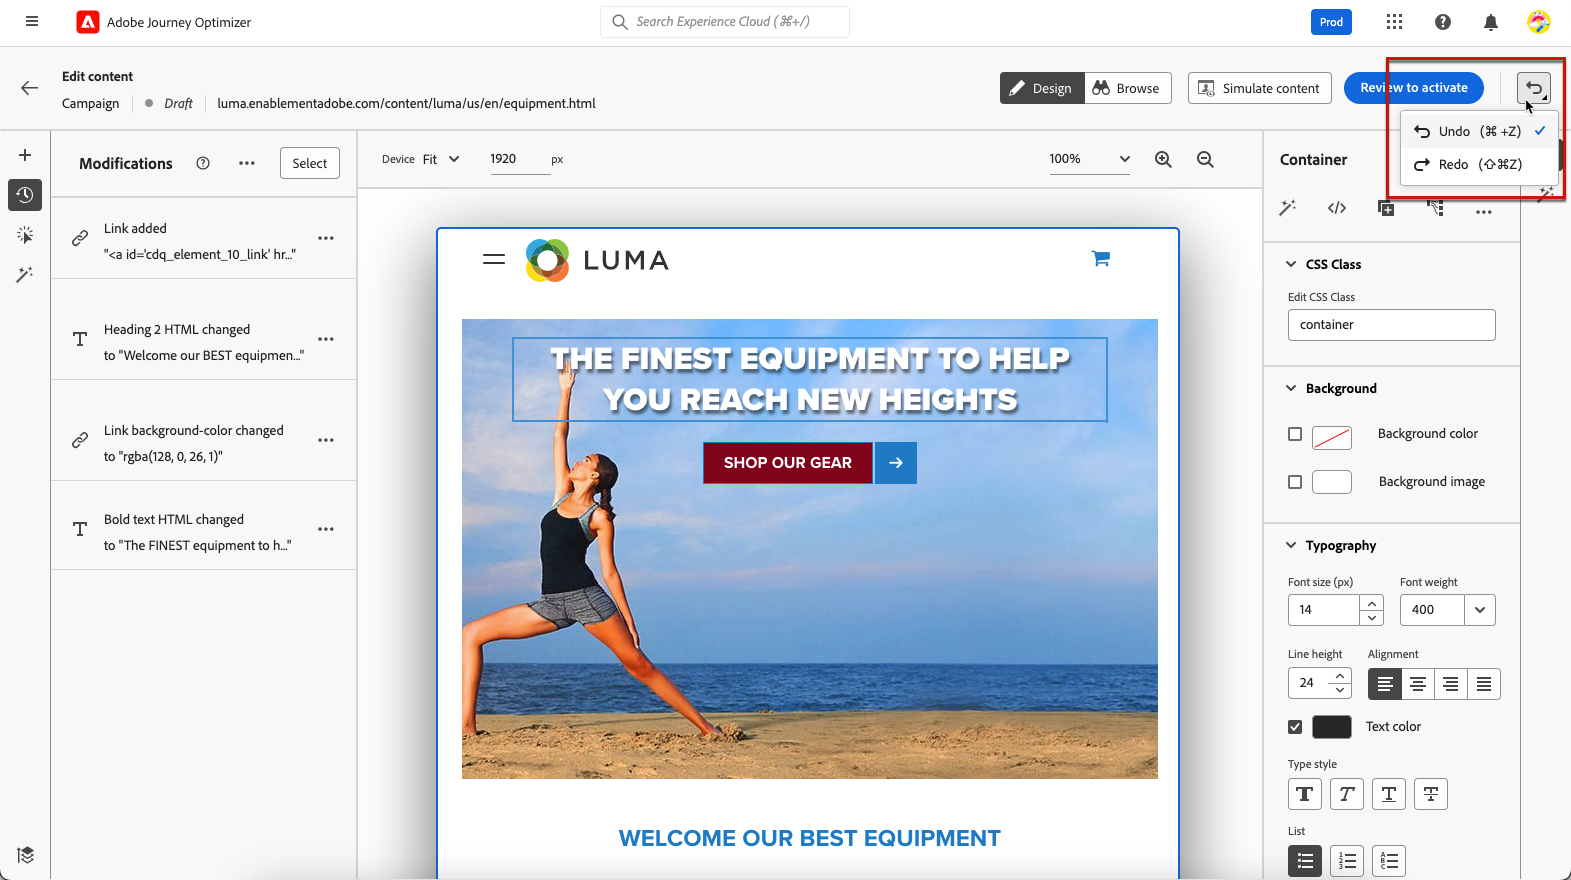 Adobe Journey Optimizer
Search Experience Cloud (⌘+/)
Prod
Edit content
Campaign
Draft
luma.enablementadobe.com/content/luma/us/en/equipment.html
Design
Browse
Simulate content
Review to activate
Undo (⌘ +Z)
Redo (⇧⌘Z)
Modifications
Select
Link added
"<a id='cdq_element_10_link' hr..."
Heading 2 HTML changed
to "Welcome our BEST equipmen..."
Link background-color changed
to "rgba(128, 0, 26, 1)"
Bold text HTML changed
to "The FINEST equipment to h..."
Device Fit
1920 px
100%
LUMA
THE FINEST EQUIPMENT TO HELP
YOU REACH NEW HEIGHTS
SHOP OUR GEAR
WELCOME OUR BEST EQUIPMENT
Container
CSS Class
Edit CSS Class
container
Background
Background color
Background image
Typography
Font size (px)
Font weight
14
400
Line height
Alignment
24
Text color
Type style
T T T T
List